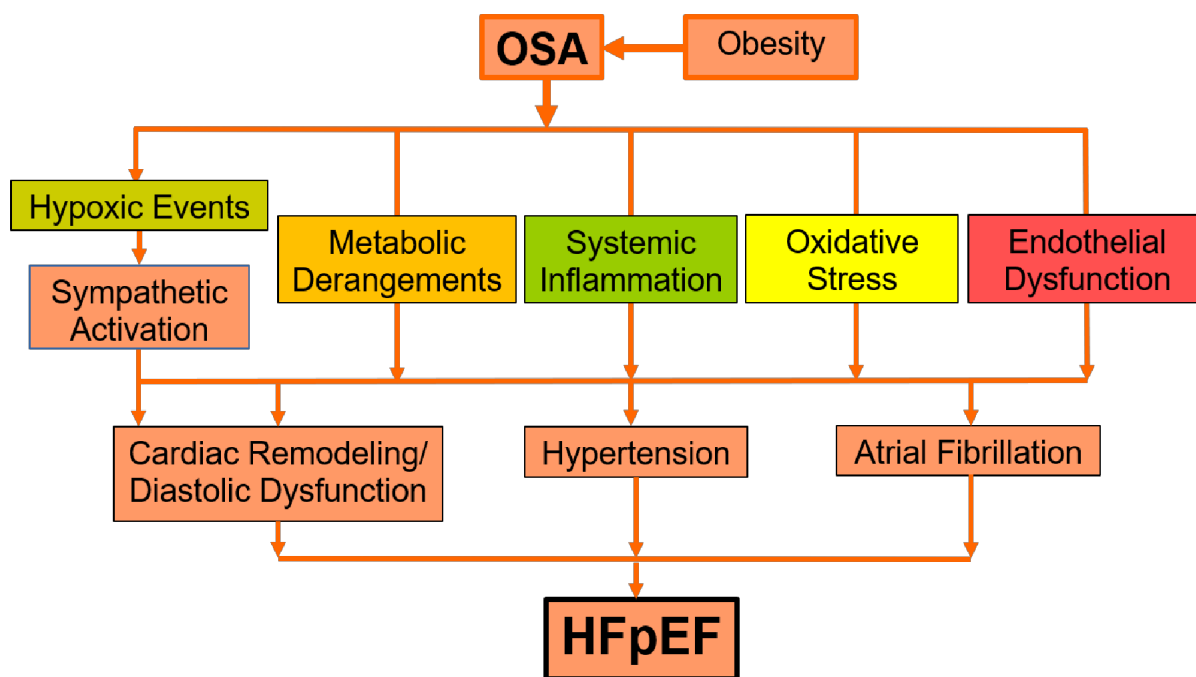 OSA
Obesity
Hypoxic Events
Sympathetic
Activation
Metabolic
Derangements
Systemic
Inflammation
Oxidative
Stress
Endothelial
Dysfunction
Cardiac Remodeling/
Diastolic Dysfunction
Hypertension
Atrial Fibrillation
HFpEF